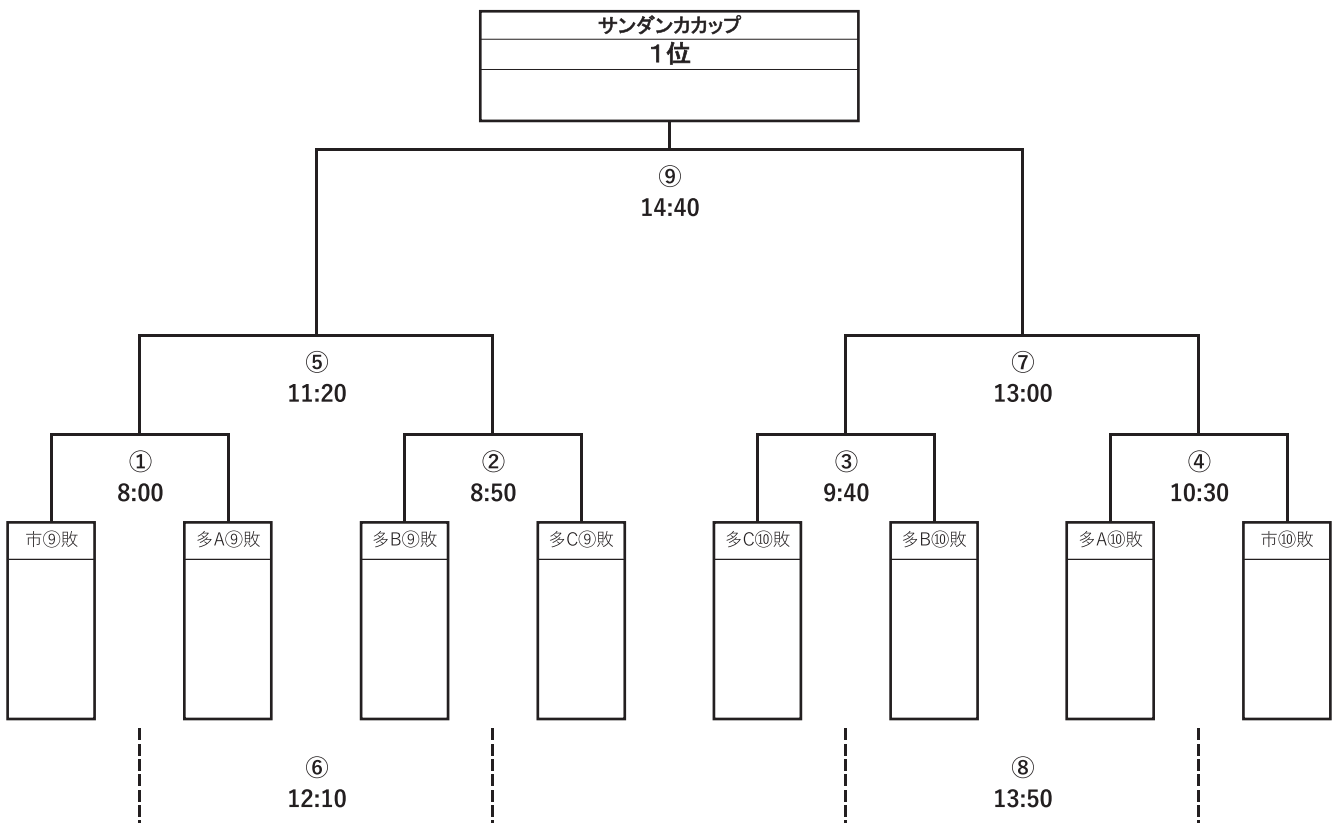 サンダンカカップ
１位
⑨
14:40
⑤
11:20
⑦
13:00
①
8:00
②
8:50
③
9:40
④
10:30
市⑨敗
多A⑨敗
多B⑨敗
多C⑨敗
多C⑩敗
多B⑩敗
多A⑩敗
市⑩敗
⑥
12:10
⑧
13:50